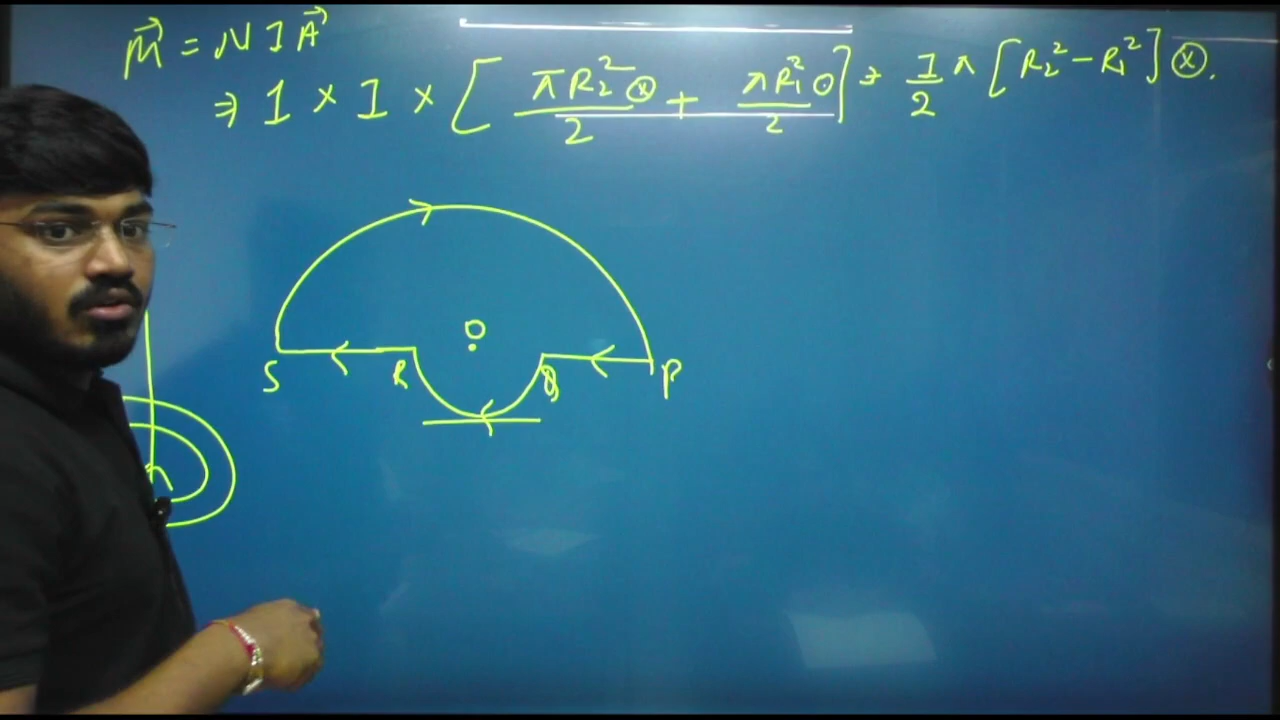 M⃗ = N I A⃗
⇒ 1 × I × [ πR₂² ⊗ / 2 + πR₁² ⊙ / 2 ] ⇒ I/2 π [ R₂² − R₁² ] ⊗.
O
S R Q P